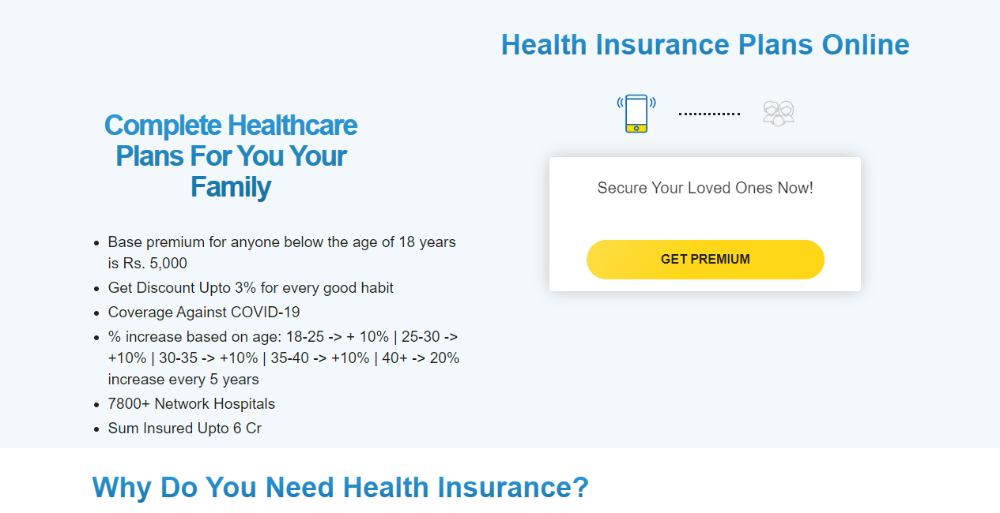 Health Insurance Plans Online
Complete Healthcare
Plans For You Your
Family
Secure Your Loved Ones Now!
GET PREMIUM
Base premium for anyone below the age of 18 years
is Rs. 5,000
Get Discount Upto 3% for every good habit
Coverage Against COVID-19
% increase based on age: 18-25 -> + 10% | 25-30 ->
+10% | 30-35 -> +10% | 35-40 -> +10% | 40+ -> 20%
increase every 5 years
7800+ Network Hospitals
Sum Insured Upto 6 Cr
Why Do You Need Health Insurance?